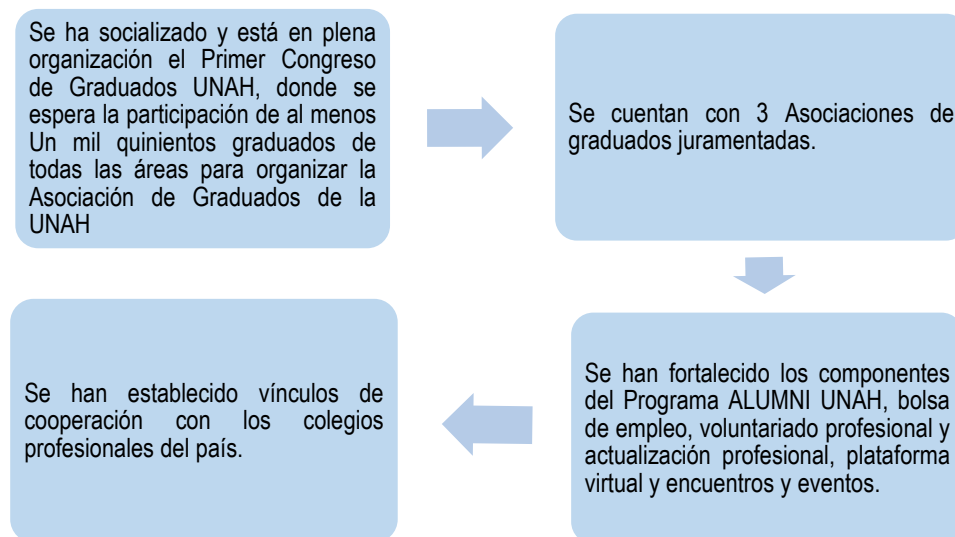 Se ha socializado y está en plena
organización el Primer Congreso
de Graduados UNAH, donde se
espera la participación de al menos
Un mil quinientos graduados de
todas las áreas para organizar la
Asociación de Graduados de la
UNAH
Se cuentan con 3 Asociaciones de
graduados juramentadas.
Se han fortalecido los componentes
del Programa ALUMNI UNAH, bolsa
de empleo, voluntariado profesional y
actualización profesional, plataforma
virtual y encuentros y eventos.
Se han establecido vínculos de
cooperación con los colegios
profesionales del país.